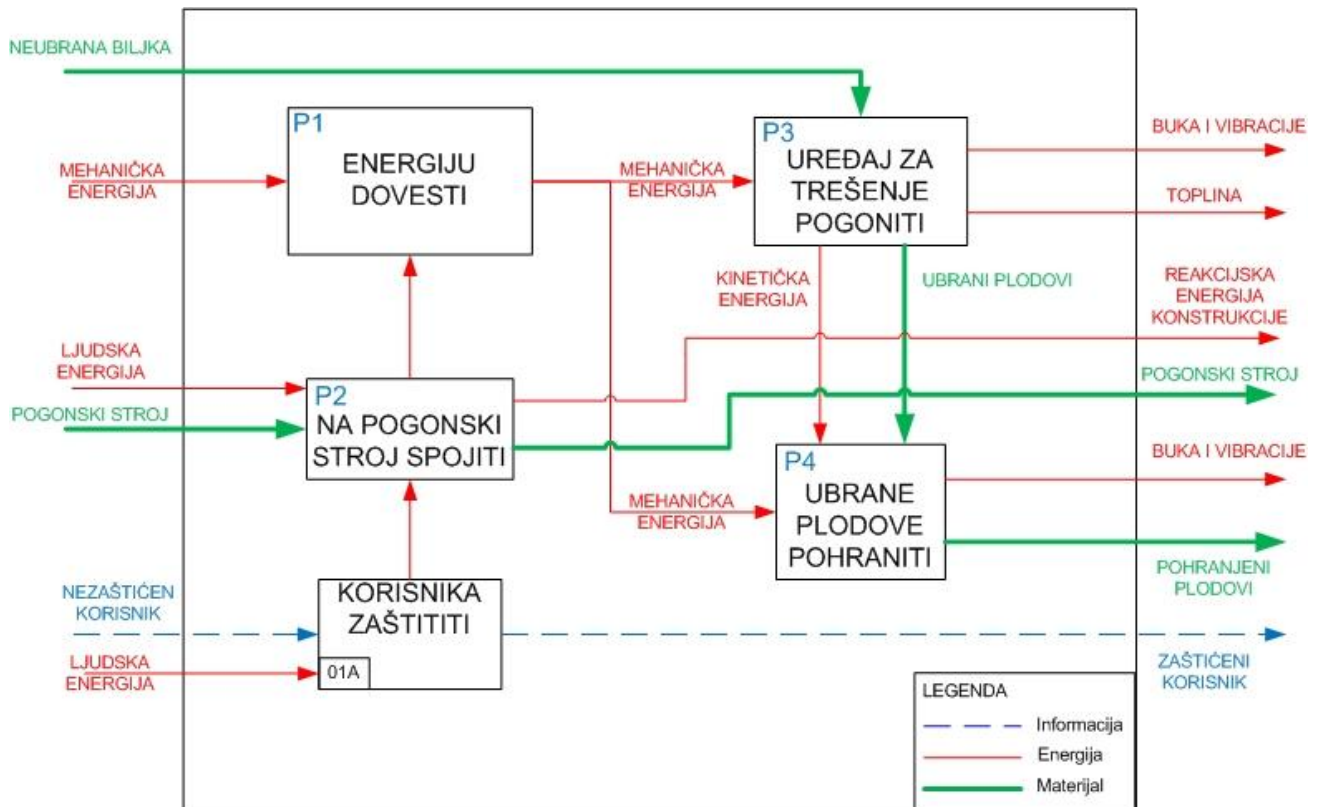 NEUBRANA BILJKA
P1
ENERGIJU
DOVESTI
MEHANIČKA
ENERGIJA
MEHANIČKA
ENERGIJA
P3
UREĐAJ ZA
TREŠENJE
POGONITI
BUKA I VIBRACIJE
TOPLINA
KINETIČKA
ENERGIJA
UBRANI PLODOVI
REAKCIJSKA
ENERGIJA
KONSTRUKCIJE
LJUDSKA
ENERGIJA
POGONSKI STROJ
P2
NA POGONSKI
STROJ SPOJITI
POGONSKI STROJ
P4
UBRANE
PLODOVE
POHRANITI
MEHANIČKA
ENERGIJA
BUKA I VIBRACIJE
POHRANJENI
PLODOVI
NEZAŠTIĆEN
KORISNIK
LJUDSKA
ENERGIJA
KORISNIKA
ZAŠTITITI
01A
ZAŠTIĆENI
KORISNIK
LEGENDA
Informacija
Energija
Materijal